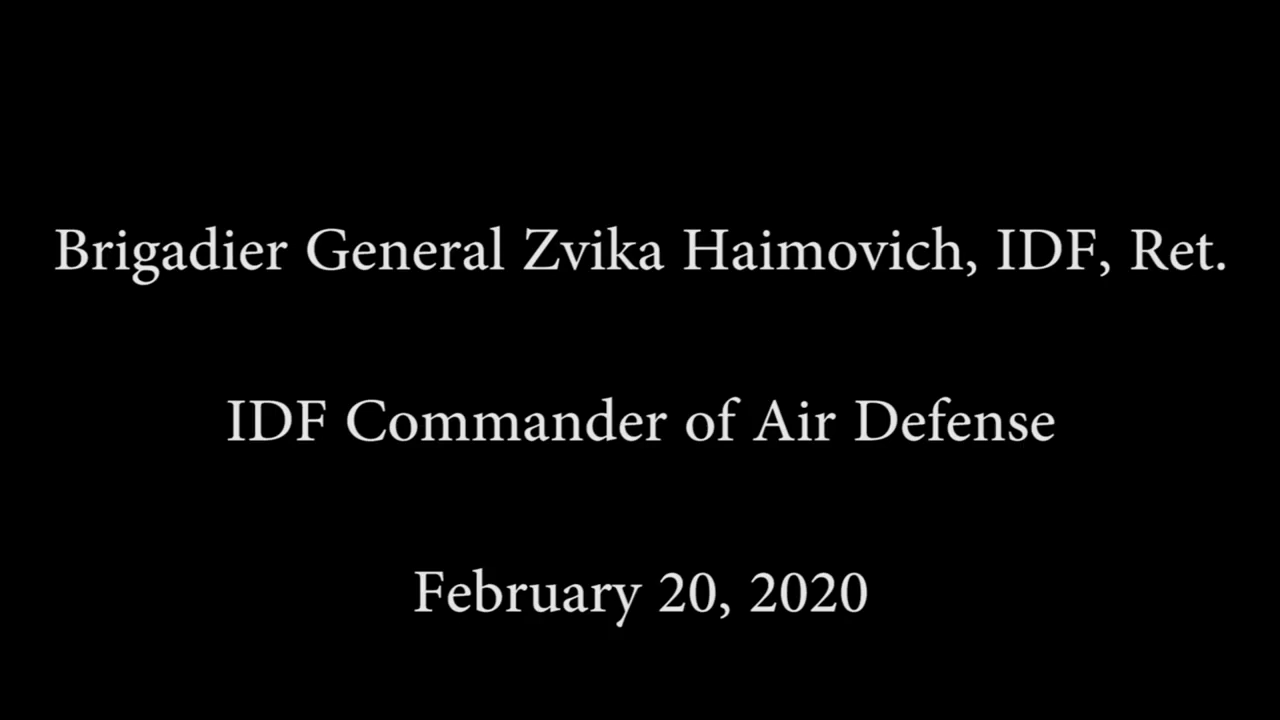 Brigadier General Zvika Haimovich, IDF, Ret.
IDF Commander of Air Defense
February 20, 2020